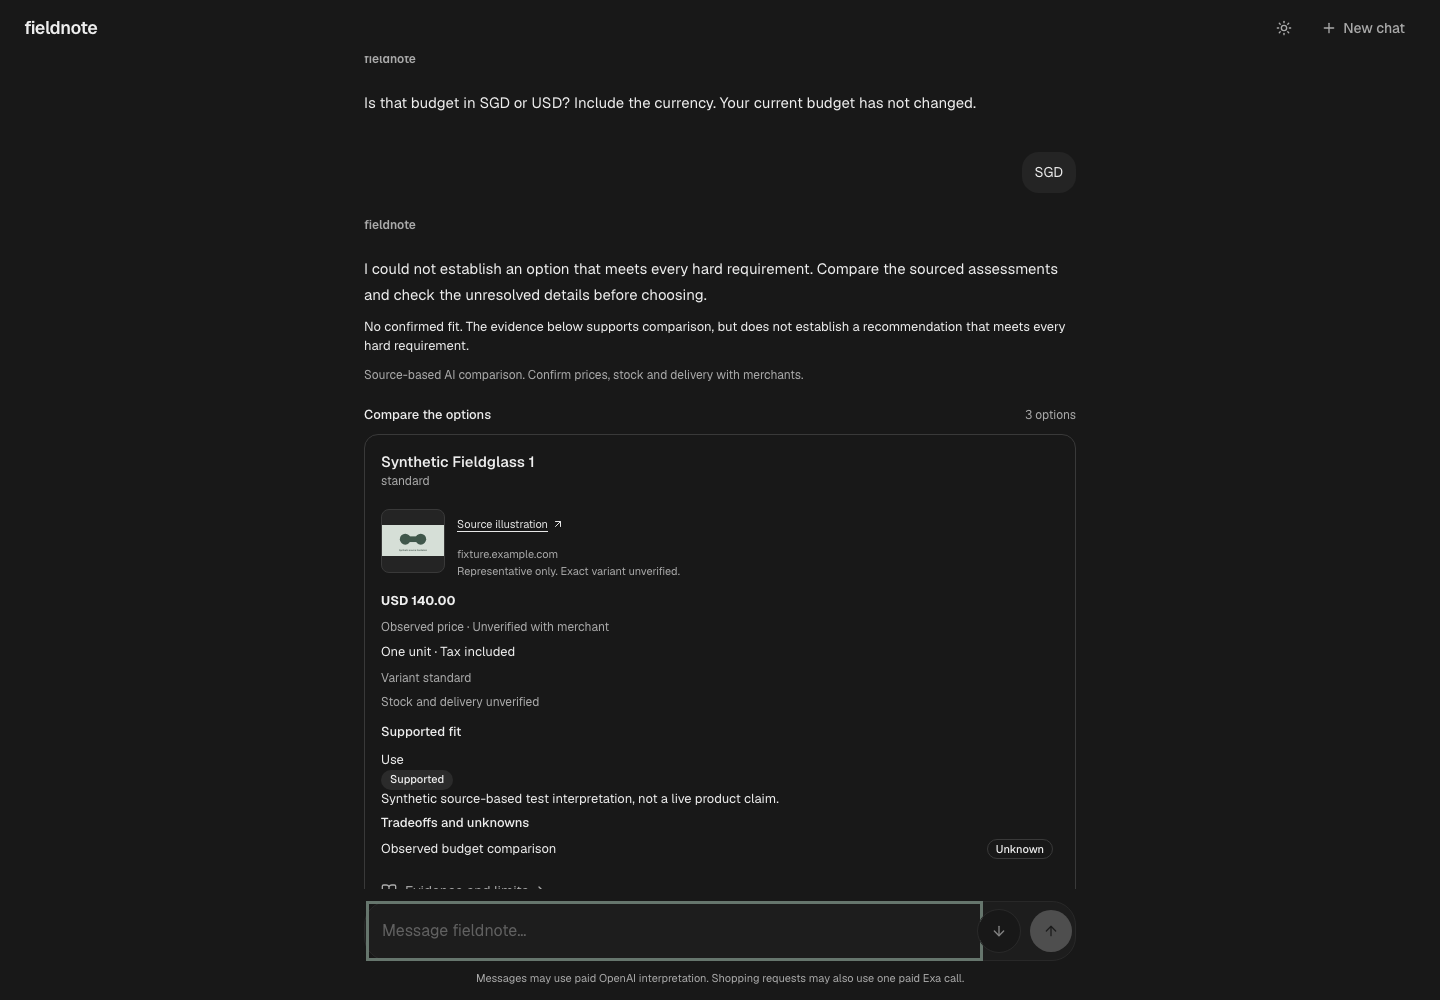 fieldnote
New chat
fieldnote
Is that budget in SGD or USD? Include the currency. Your current budget has not changed.
SGD
fieldnote
I could not establish an option that meets every hard requirement. Compare the sourced assessments
and check the unresolved details before choosing.
No confirmed fit. The evidence below supports comparison, but does not establish a recommendation that meets every
hard requirement.
Source-based AI comparison. Confirm prices, stock and delivery with merchants.
Compare the options
3 options
Synthetic Fieldglass 1
standard
Source illustration
fixture.example.com
Representative only. Exact variant unverified.
USD 140.00
Observed price · Unverified with merchant
One unit · Tax included
Variant standard
Stock and delivery unverified
Supported fit
Use
Supported
Synthetic source-based test interpretation, not a live product claim.
Tradeoffs and unknowns
Observed budget comparison
Unknown
Evidence and limits
Message fieldnote...
Messages may use paid OpenAI interpretation. Shopping requests may also use one paid Exa call.